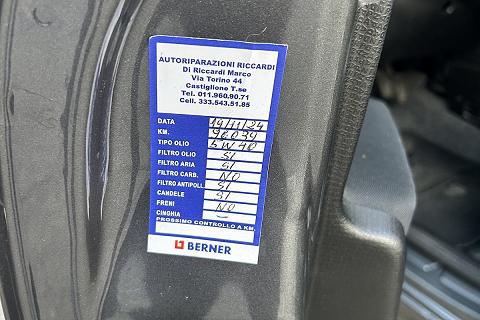 AUTORIPARAZIONI RICCARDI
Di Riccardi Marco
Via Torino 44
Castiglione T.se
Tel. 011.960.90.71
Cell. 333.543.51.85
DATA 19/11/24
KM. 96039
TIPO OLIO 5W40
FILTRO OLIO SI
FILTRO ARIA SI
FILTRO CARB. NO
FILTRO ANTIPOLL. SI
CANDELE SI
FRENI NO
CINGHIA –
PROSSIMO CONTROLLO A KM.
BERNER